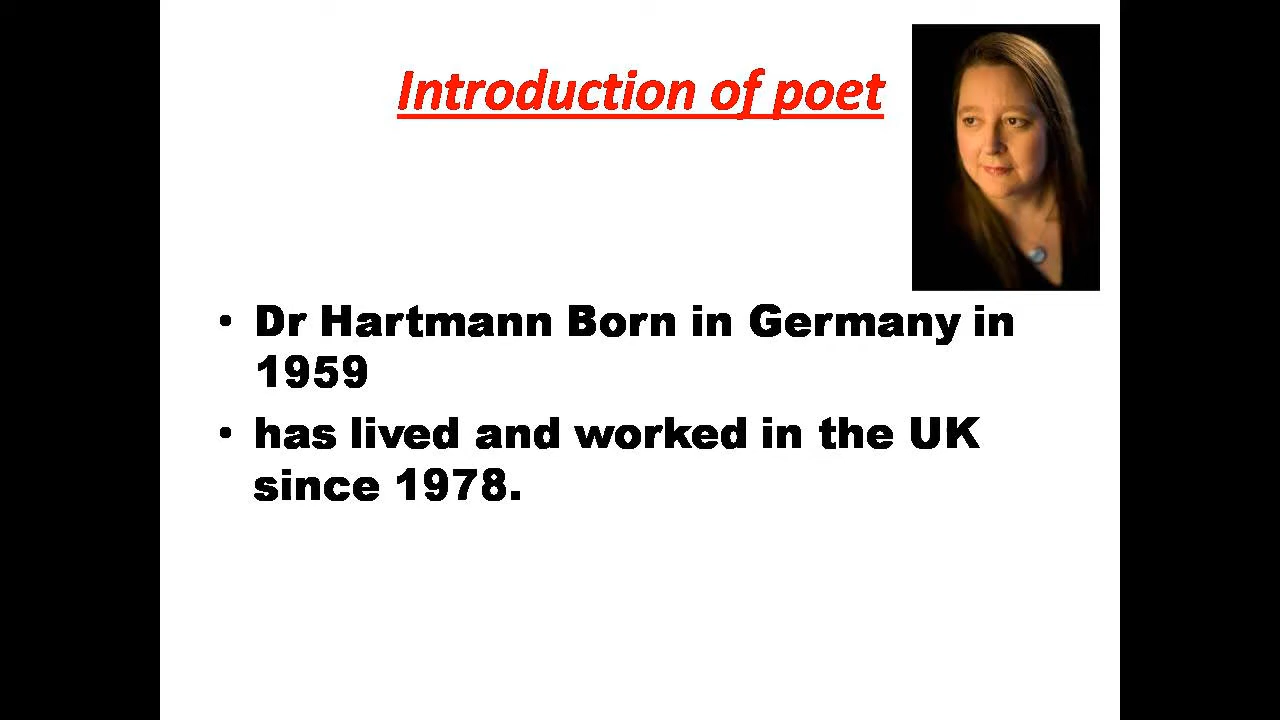 Introduction of poet
• Dr Hartmann Born in Germany in
1959
• has lived and worked in the UK
since 1978.